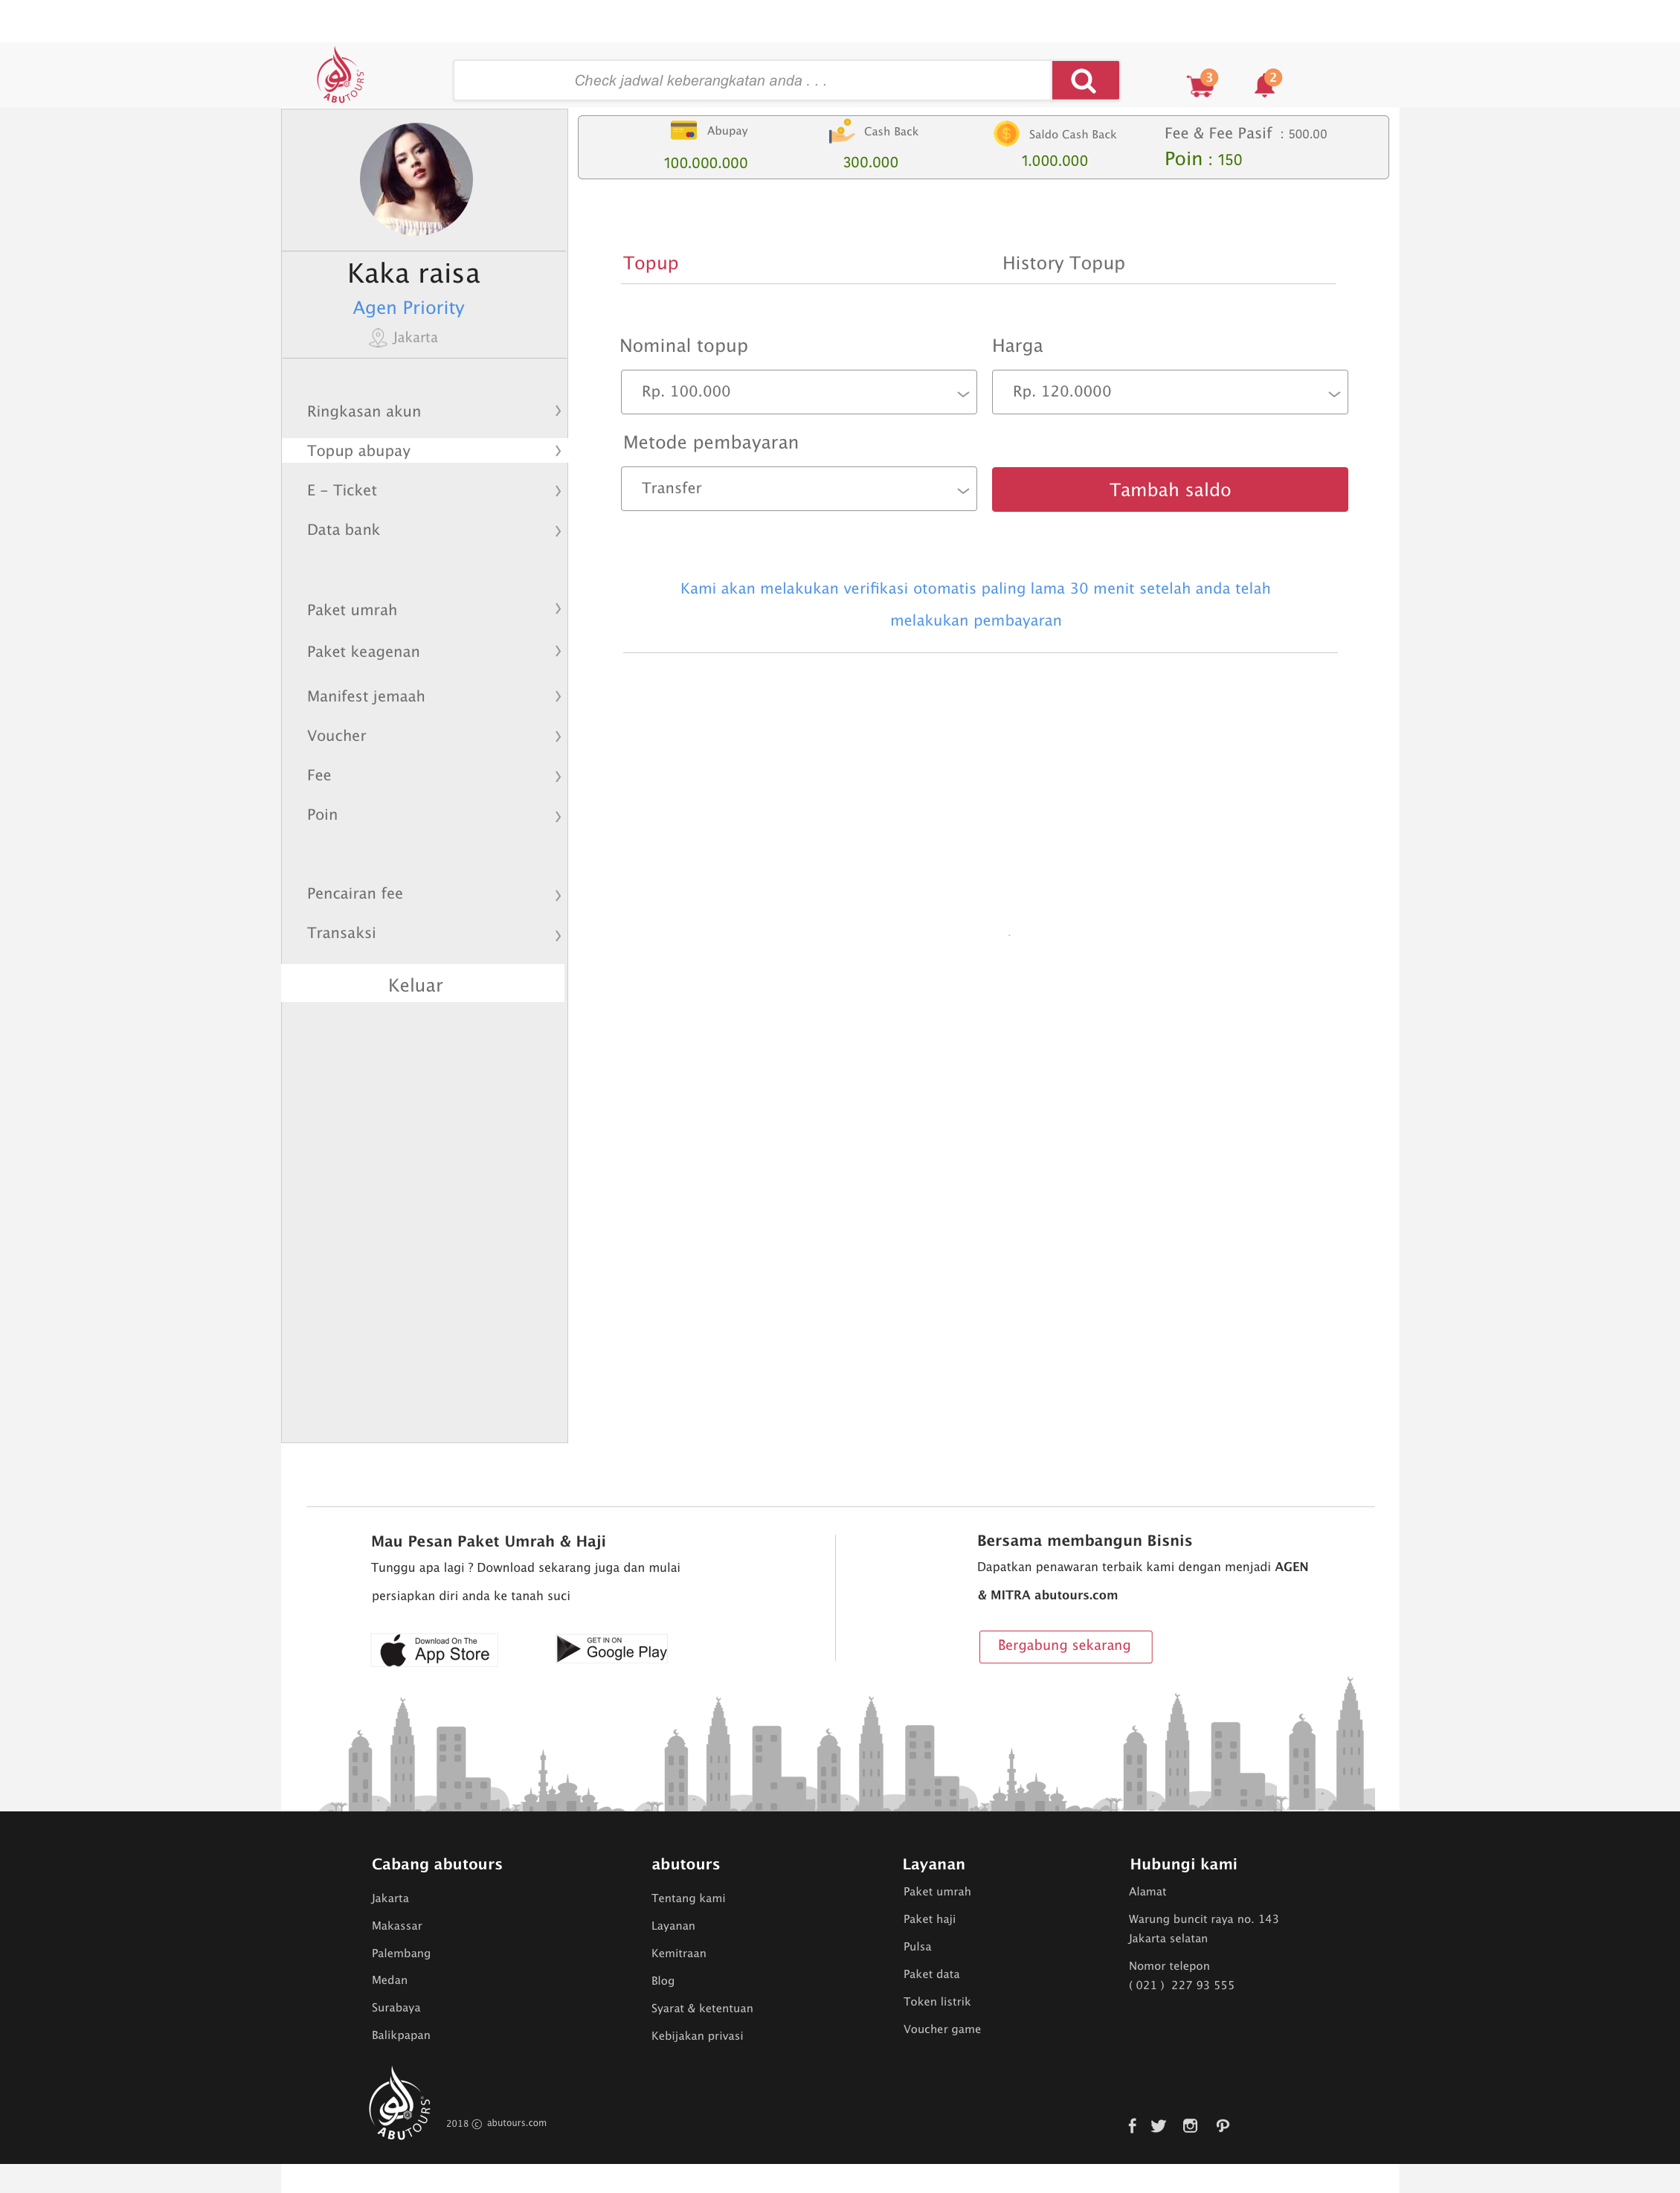 ABUTOURS
Check jadwal keberangkatan anda . . .
3
2
Abupay
100.000.000
Cash Back
300.000
Saldo Cash Back
1.000.000
Fee & Fee Pasif : 500.00
Poin : 150
Kaka raisa
Agen Priority
Jakarta
Ringkasan akun
Topup abupay
E - Ticket
Data bank
Paket umrah
Paket keagenan
Manifest jemaah
Voucher
Fee
Poin
Pencairan fee
Transaksi
Keluar
Topup
History Topup
Nominal topup
Harga
Rp. 100.000
Rp. 120.0000
Metode pembayaran
Transfer
Tambah saldo
Kami akan melakukan verifikasi otomatis paling lama 30 menit setelah anda telah
melakukan pembayaran
Mau Pesan Paket Umrah & Haji
Tunggu apa lagi ? Download sekarang juga dan mulai
persiapkan diri anda ke tanah suci
Download On The
App Store
GET IN ON
Google Play
Bersama membangun Bisnis
Dapatkan penawaran terbaik kami dengan menjadi AGEN
& MITRA abutours.com
Bergabung sekarang
Cabang abutours
Jakarta
Makassar
Palembang
Medan
Surabaya
Balikpapan
abutours
Tentang kami
Layanan
Kemitraan
Blog
Syarat & ketentuan
Kebijakan privasi
Layanan
Paket umrah
Paket haji
Pulsa
Paket data
Token listrik
Voucher game
Hubungi kami
Alamat
Warung buncit raya no. 143
Jakarta selatan
Nomor telepon
( 021 ) 227 93 555
ABUTOURS
2018 © abutours.com